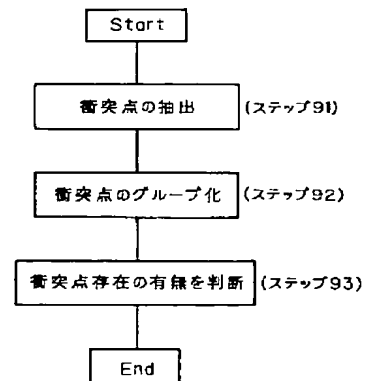 Start
衝突点の抽出 (ステップ91)
衝突点のグループ化 (ステップ92)
衝突点存在の有無を判断 (ステップ93)
End